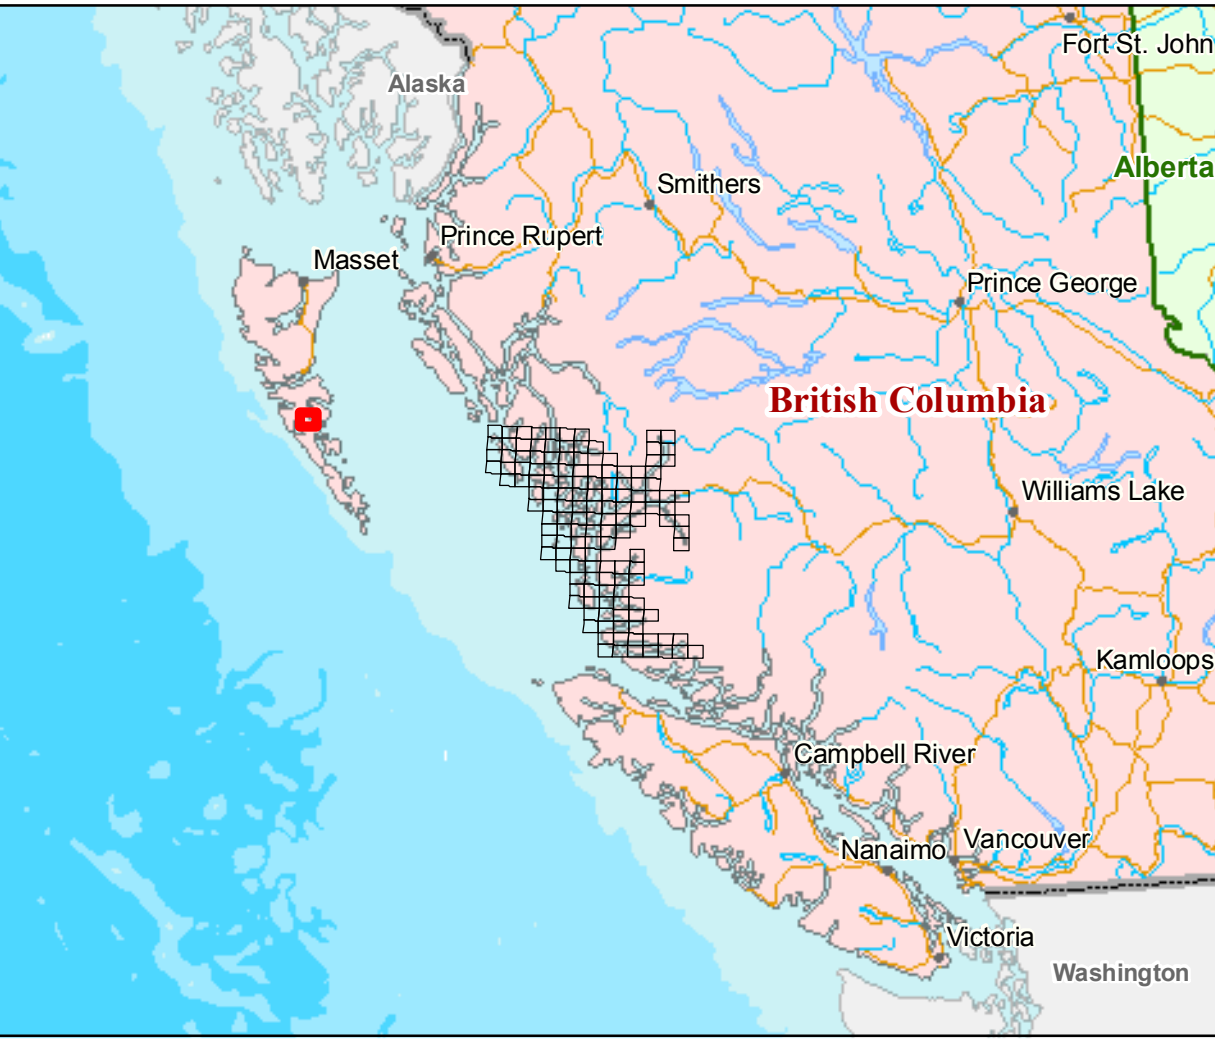 Fort St. John
Alaska
Alberta
Smithers
Prince Rupert
Masset
Prince George
British Columbia
Williams Lake
Kamloops
Campbell River
Vancouver
Nanaimo
Victoria
Washington